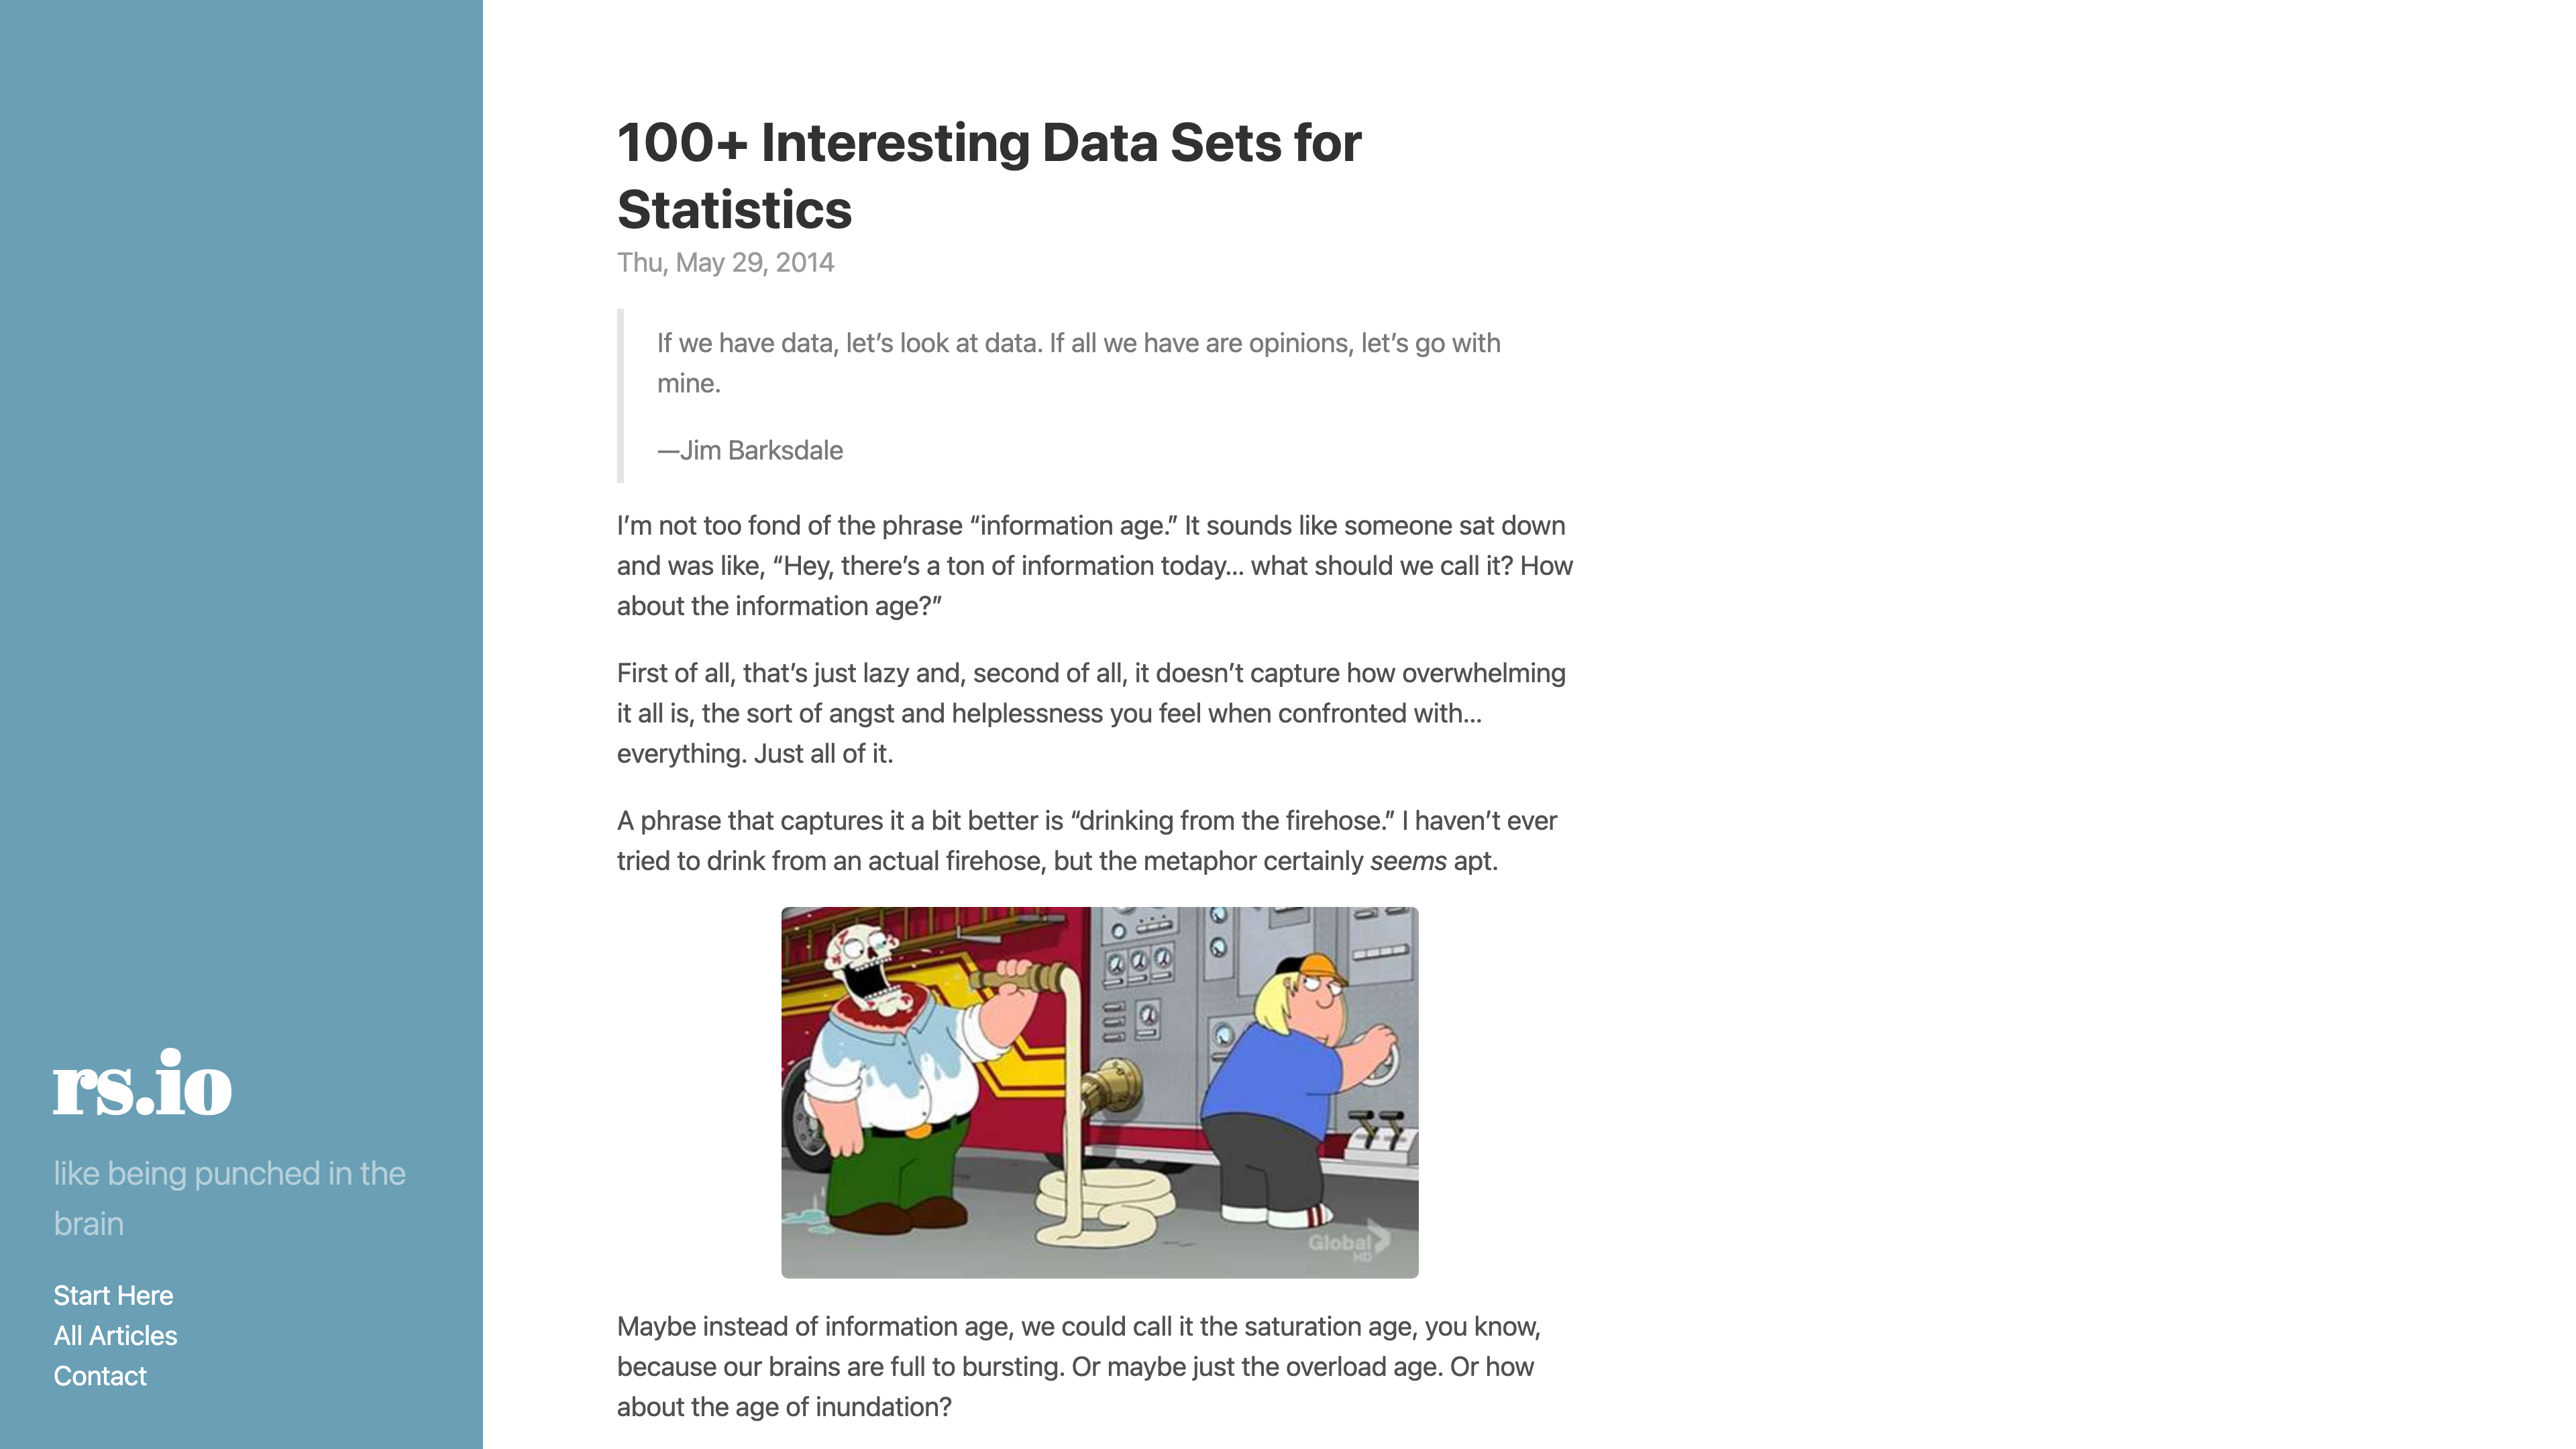 100+ Interesting Data Sets for
Statistics
Thu, May 29, 2014
If we have data, let’s look at data. If all we have are opinions, let’s go with
mine.
—Jim Barksdale
I’m not too fond of the phrase “information age.” It sounds like someone sat down
and was like, “Hey, there’s a ton of information today… what should we call it? How
about the information age?”
First of all, that’s just lazy and, second of all, it doesn’t capture how overwhelming
it all is, the sort of angst and helplessness you feel when confronted with…
everything. Just all of it.
A phrase that captures it a bit better is “drinking from the firehose.” I haven’t ever
tried to drink from an actual firehose, but the metaphor certainly seems apt.
Global
HD
Maybe instead of information age, we could call it the saturation age, you know,
because our brains are full to bursting. Or maybe just the overload age. Or how
about the age of inundation?
rs.io
like being punched in the
brain
Start Here
All Articles
Contact